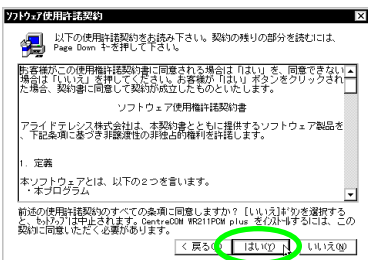 ソフトウェア使用許諾契約
以下の使用許諾契約をお読み下さい。契約の残りの部分を読むには、
Page Down キーを押して下さい。
お客様がこの使用権許諾契約書に同意される場合は「はい」を、同意できない
場合は「いいえ」を押してください。お客様が「はい」ボタンをクリックされ
た場合、契約書に同意して契約が成立したものといたします。
ソフトウェア使用権許諾契約書
アライドテレシス株式会社は、本契約書とともに提供するソフトウェア製品を
、下記条項に基づき非譲渡性の非独占的権利を許諾します。
1. 定義
本ソフトウェアとは、以下の2つを意味います。
・本プログラム
前述の使用許諾契約のすべての条項に同意しますか? [いいえ]ボタンを選択する
と、セットアップは中止されます。CentreCOM WR211PCM plus をインストールするには、この
契約に同意いただく必要があります。
< 戻る(B)
はい(Y)
いいえ(N)